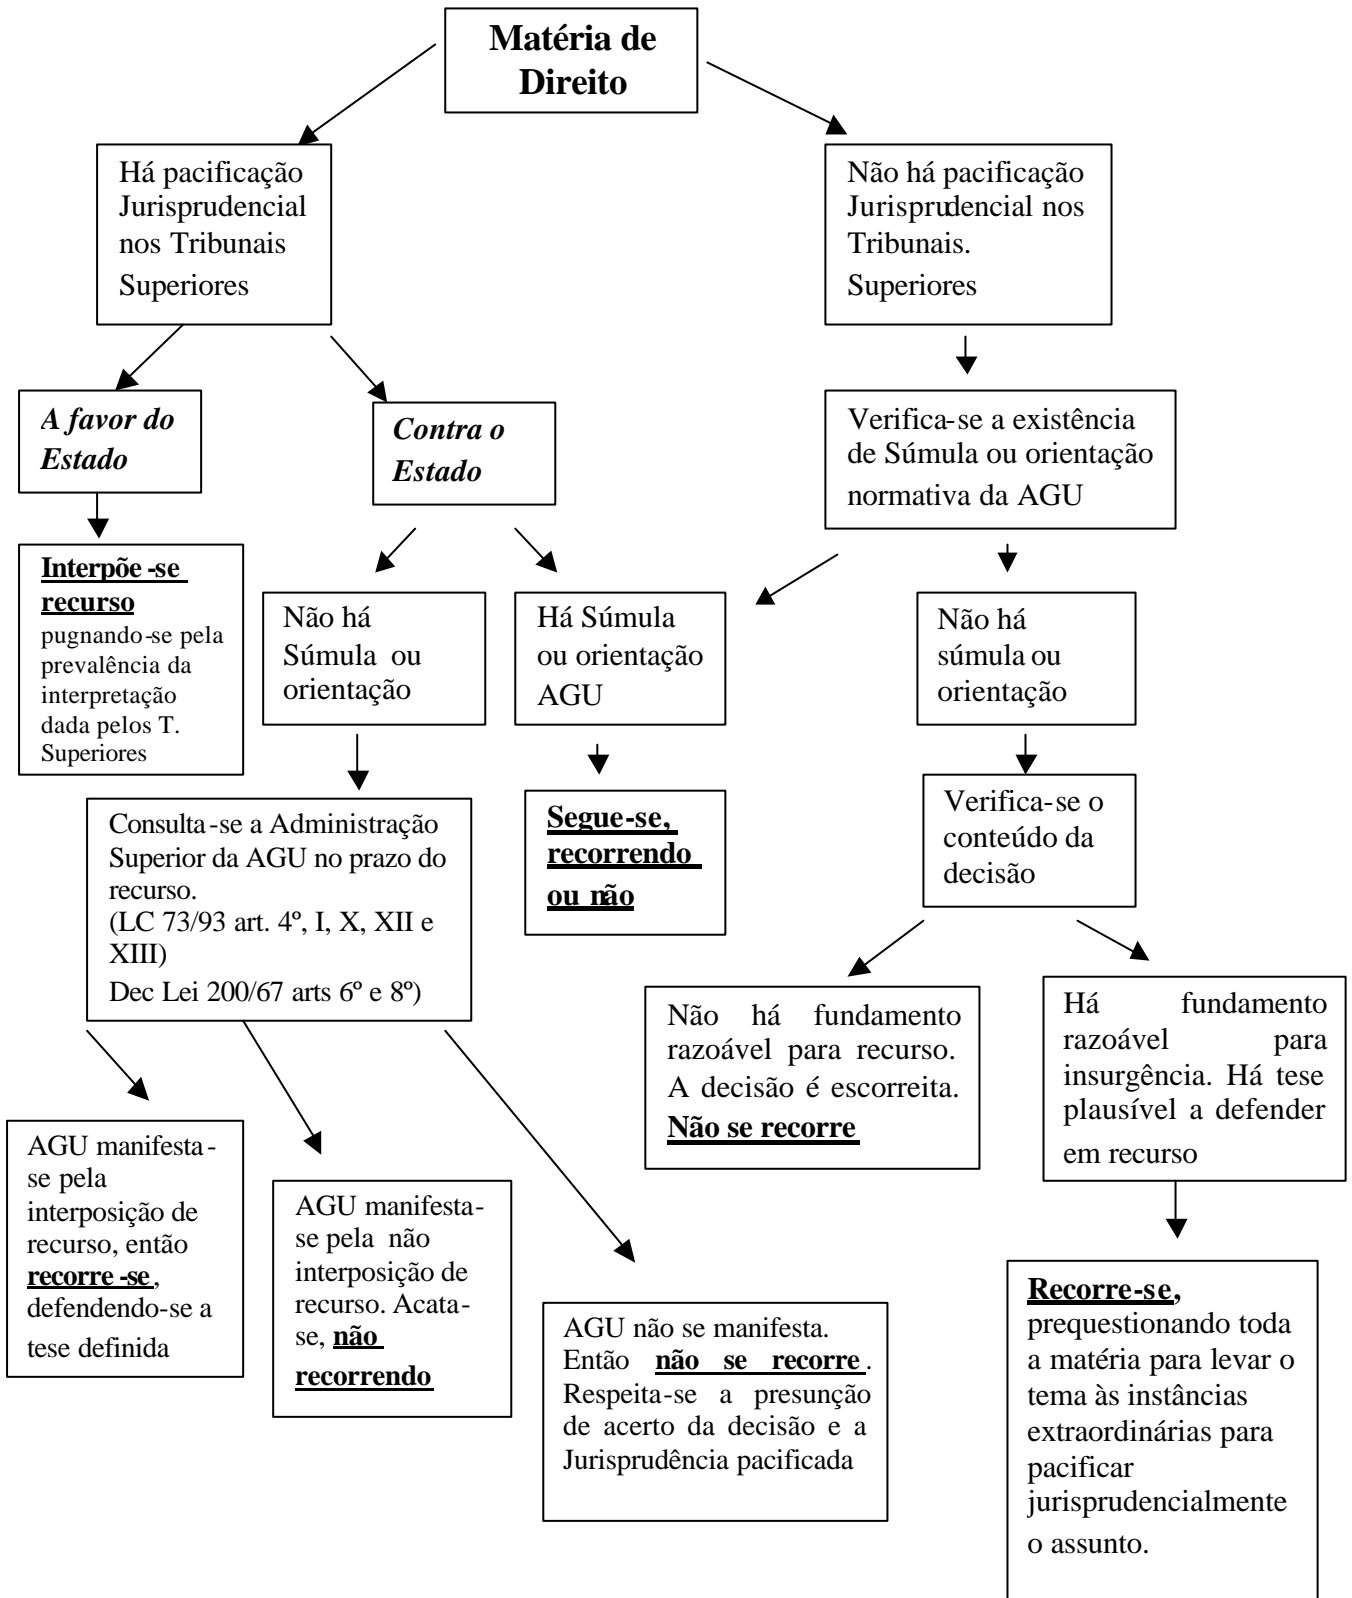 Matéria de
Direito
Há pacificação
Jurisprudencial
nos Tribunais
Superiores
Não há pacificação
Jurisprudencial nos
Tribunais.
Superiores
A favor do
Estado
Contra o
Estado
Verifica-se a existência
de Súmula ou orientação
normativa da AGU
Interpõe-se
recurso
pugnando-se pela
prevalência da
interpretação
dada pelos T.
Superiores
Não há
Súmula ou
orientação
Há Súmula
ou orientação
AGU
Não há
súmula ou
orientação
Consulta-se a Administração
Superior da AGU no prazo do
recurso.
(LC 73/93 art. 4º, I, X, XII e
XIII)
Dec Lei 200/67 arts 6º e 8º)
Segue-se,
recorrendo
ou não
Verifica-se o
conteúdo da
decisão
Não há fundamento
razoável para recurso.
A decisão é escorreita.
Não se recorre
Há fundamento
razoável para
insurgência. Há tese
plausível a defender
em recurso
AGU manifesta-
se pela
interposição de
recurso, então
recorre-se,
defendendo-se a
tese definida
AGU manifesta-
se pela não
interposição de
recurso. Acata-
se, não
recorrendo
AGU não se manifesta.
Então não se recorre.
Respeita-se a presunção
de acerto da decisão e a
Jurisprudência pacificada
Recorre-se,
prequestionando toda
a matéria para levar o
tema às instâncias
extraordinárias para
pacificar
jurisprudencialmente
o assunto.